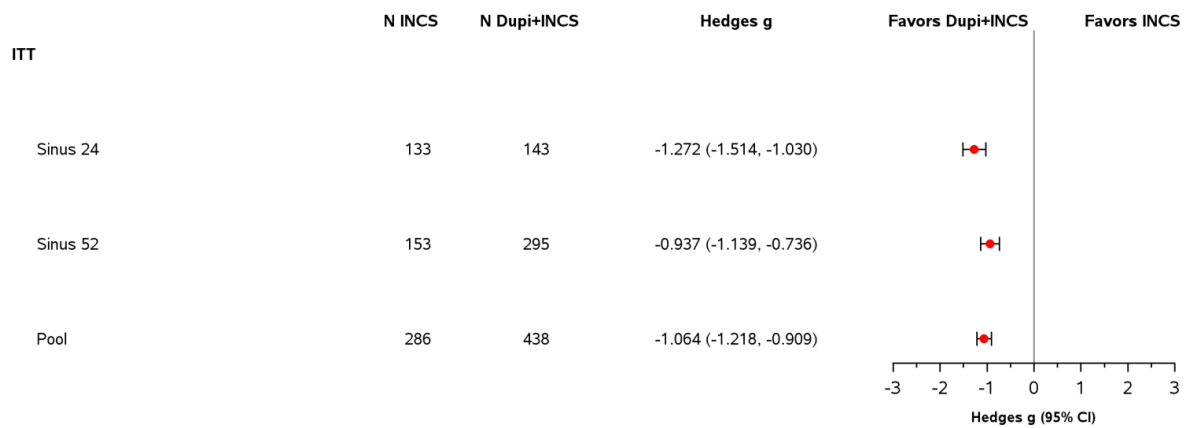 N INCS N Dupi+INCS Hedges g Favors Dupi+INCS Favors INCS
ITT
Sinus 24 133 143 -1.272 (-1.514, -1.030)
Sinus 52 153 295 -0.937 (-1.139, -0.736)
Pool 286 438 -1.064 (-1.218, -0.909)
-3 -2 -1 0 1 2 3
Hedges g (95% CI)